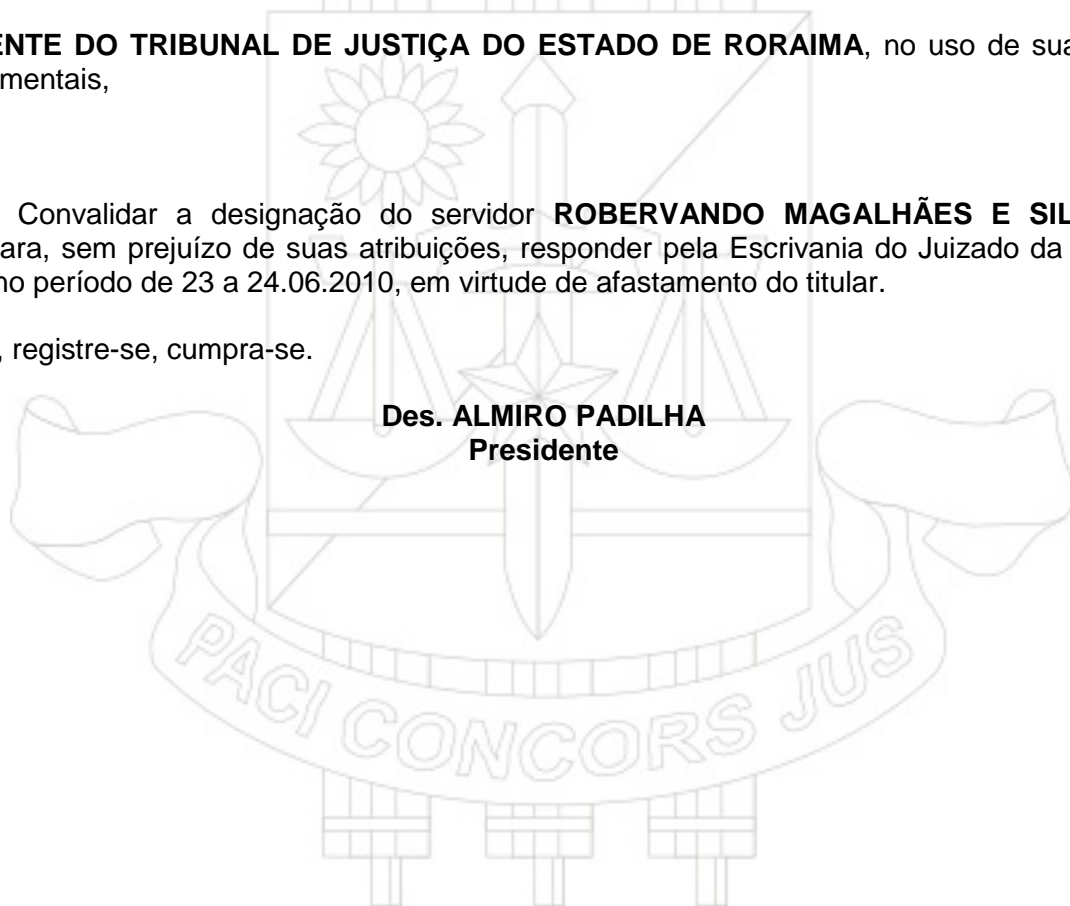 ENTE DO TRIBUNAL DE JUSTIÇA DO ESTADO DE RORAIMA, no uso de sua
mentais,
Convalidar a designação do servidor ROBERVANDO MAGALHÃES E SIL
ara, sem prejuízo de suas atribuições, responder pela Escrivania do Juizado da
no período de 23 a 24.06.2010, em virtude de afastamento do titular.
, registre-se, cumpra-se.
Des. ALMIRO PADILHA
Presidente
PACI CONCORS JUS